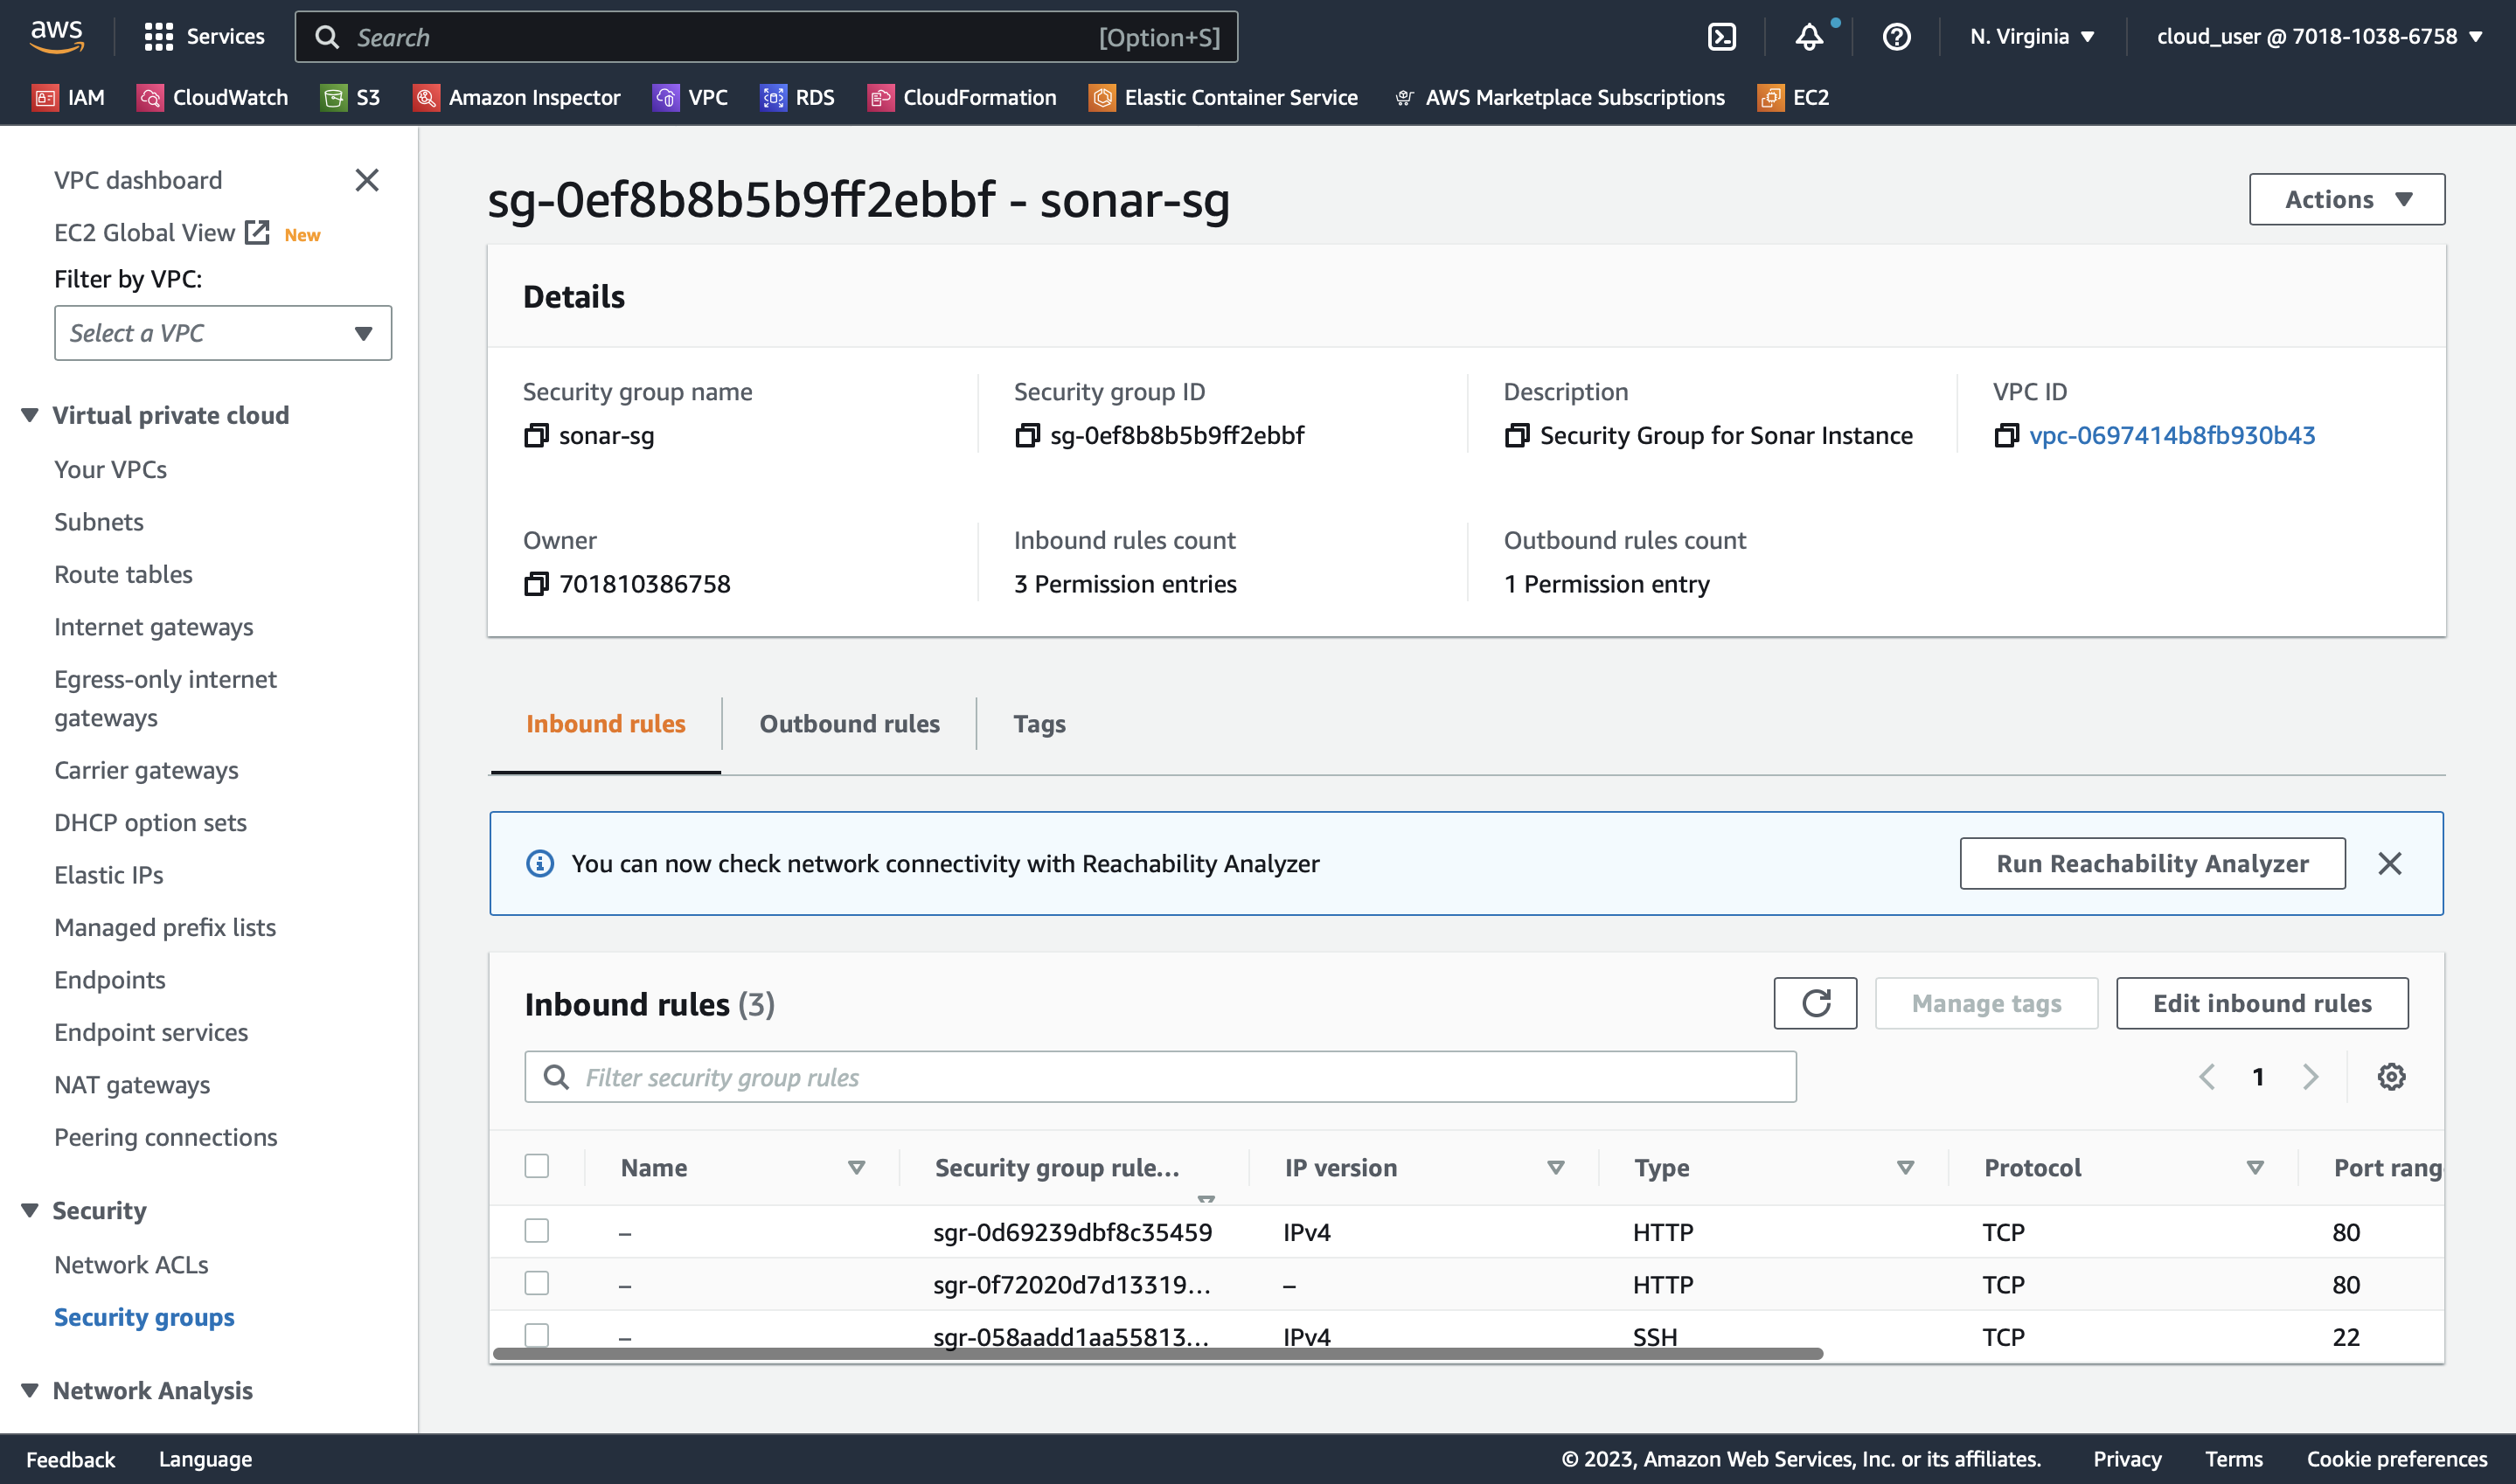 aws
Services
Search
[Option+S]
N. Virginia
cloud_user @ 7018-1038-6758
IAM
CloudWatch
S3
Amazon Inspector
VPC
RDS
CloudFormation
Elastic Container Service
AWS Marketplace Subscriptions
EC2
VPC dashboard
EC2 Global View New
Filter by VPC:
Select a VPC
Virtual private cloud
Your VPCs
Subnets
Route tables
Internet gateways
Egress-only internet
gateways
Carrier gateways
DHCP option sets
Elastic IPs
Managed prefix lists
Endpoints
Endpoint services
NAT gateways
Peering connections
Security
Network ACLs
Security groups
Network Analysis
sg-0ef8b8b5b9ff2ebbf - sonar-sg
Actions
Details
Security group name
sonar-sg
Security group ID
sg-0ef8b8b5b9ff2ebbf
Description
Security Group for Sonar Instance
VPC ID
vpc-0697414b8fb930b43
Owner
701810386758
Inbound rules count
3 Permission entries
Outbound rules count
1 Permission entry
Inbound rules
Outbound rules
Tags
You can now check network connectivity with Reachability Analyzer
Run Reachability Analyzer
Inbound rules (3)
Manage tags
Edit inbound rules
Filter security group rules
1
Name Security group rule... IP version Type Protocol Port rang
– sgr-0d69239dbf8c35459 IPv4 HTTP TCP 80
– sgr-0f72020d7d13319... – HTTP TCP 80
– sgr-058aadd1aa55813... IPv4 SSH TCP 22
Feedback
Language
© 2023, Amazon Web Services, Inc. or its affiliates.
Privacy
Terms
Cookie preferences